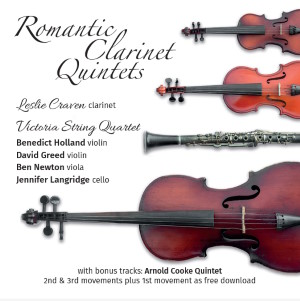 Romantic
Clarinet
Quintets
Leslie Craven clarinet
Victoria String Quartet
Benedict Holland violin
David Greed violin
Ben Newton viola
Jennifer Langridge cello
with bonus tracks: Arnold Cooke Quintet
2nd & 3rd movements plus 1st movement as free download